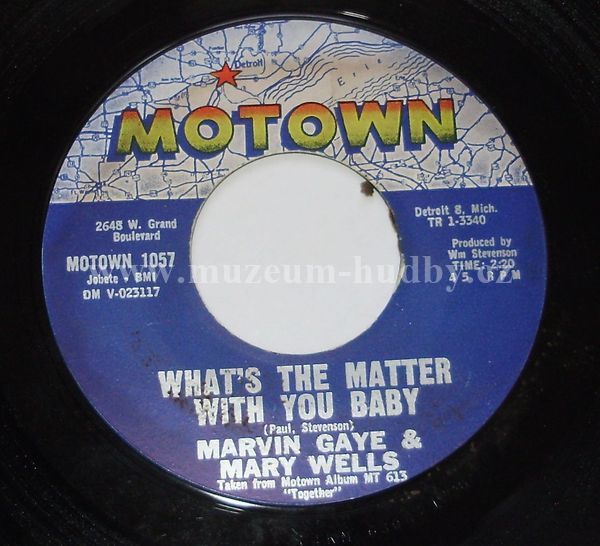 Detroit
Erie
MOTOWN
2648 W. Grand
Boulevard
Detroit 8, Mich.
TR 1-3340
MOTOWN 1057
Jobete - BMI
DM V-023117
Produced by
Wm Stevenson
TIME: 2:20
45 R P M
www.muzeum-hudby.cz
WHAT'S THE MATTER
WITH YOU BABY
(Paul, Stevenson)
MARVIN GAYE &
MARY WELLS
Taken from Motown Album MT 613
"Together"